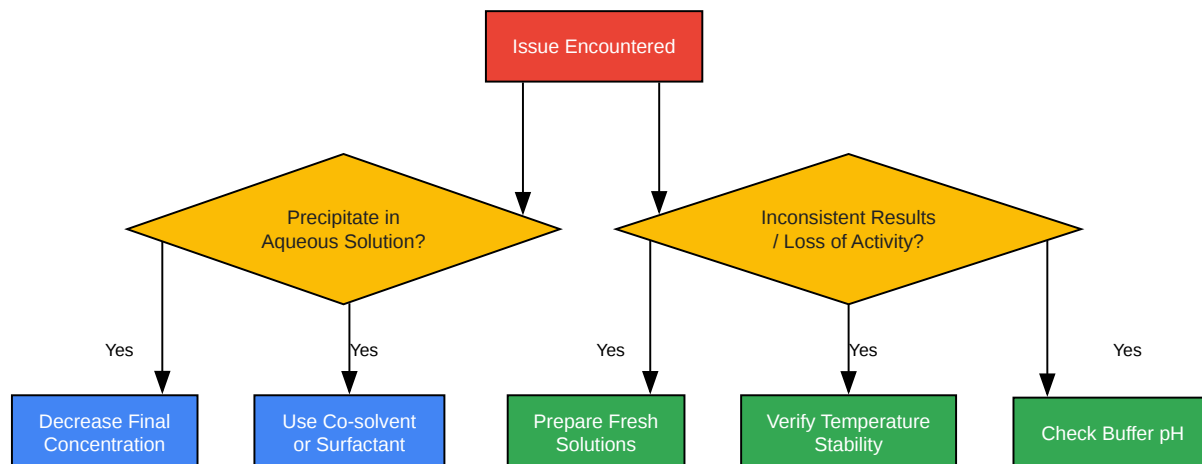 Issue Encountered
Precipitate in
Aqueous Solution?
Inconsistent Results
/ Loss of Activity?
Yes
Yes
Yes
Yes
Yes
Decrease Final
Concentration
Use Co-solvent
or Surfactant
Prepare Fresh
Solutions
Verify Temperature
Stability
Check Buffer pH